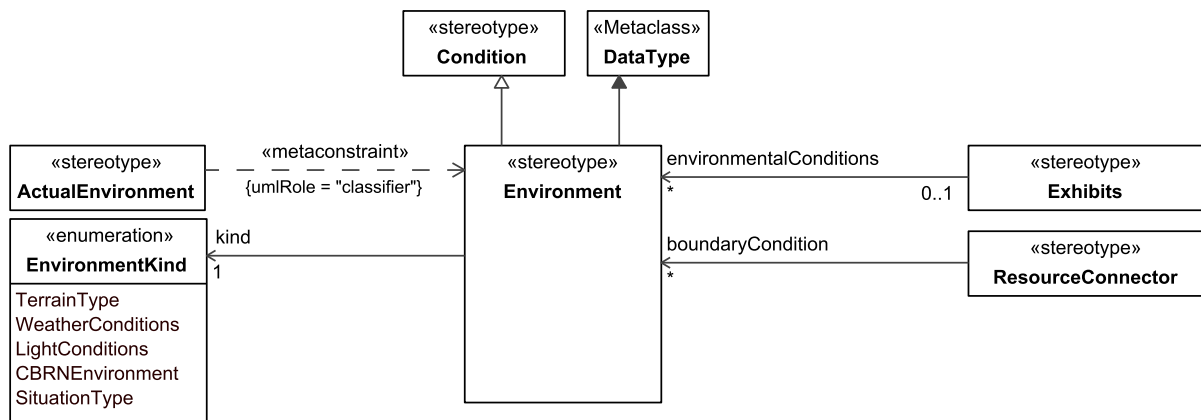 «stereotype»
Condition
«Metaclass»
DataType
«stereotype»
ActualEnvironment
«metaconstraint»
{umlRole = "classifier"}
«stereotype»
Environment
environmentalConditions
*
0..1
«stereotype»
Exhibits
«enumeration»
EnvironmentKind
TerrainType
WeatherConditions
LightConditions
CBRNEnvironment
SituationType
kind
1
boundaryCondition
*
«stereotype»
ResourceConnector